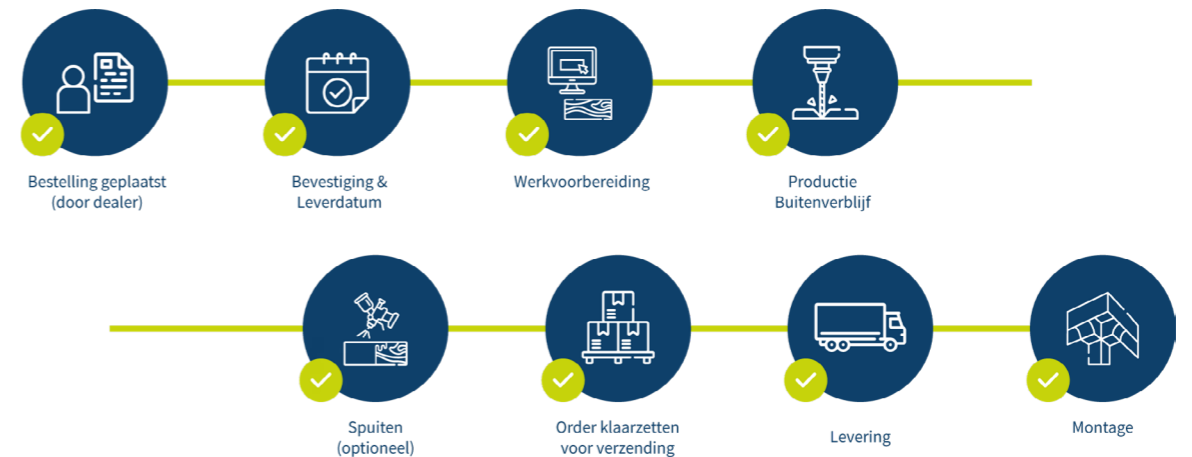 Bestelling geplaatst
(door dealer)
Bevestiging &
Leverdatum
Werkvoorbereiding
Productie
Buitenverblijf
Spuiten
(optioneel)
Order klaarzetten
voor verzending
Levering
Montage